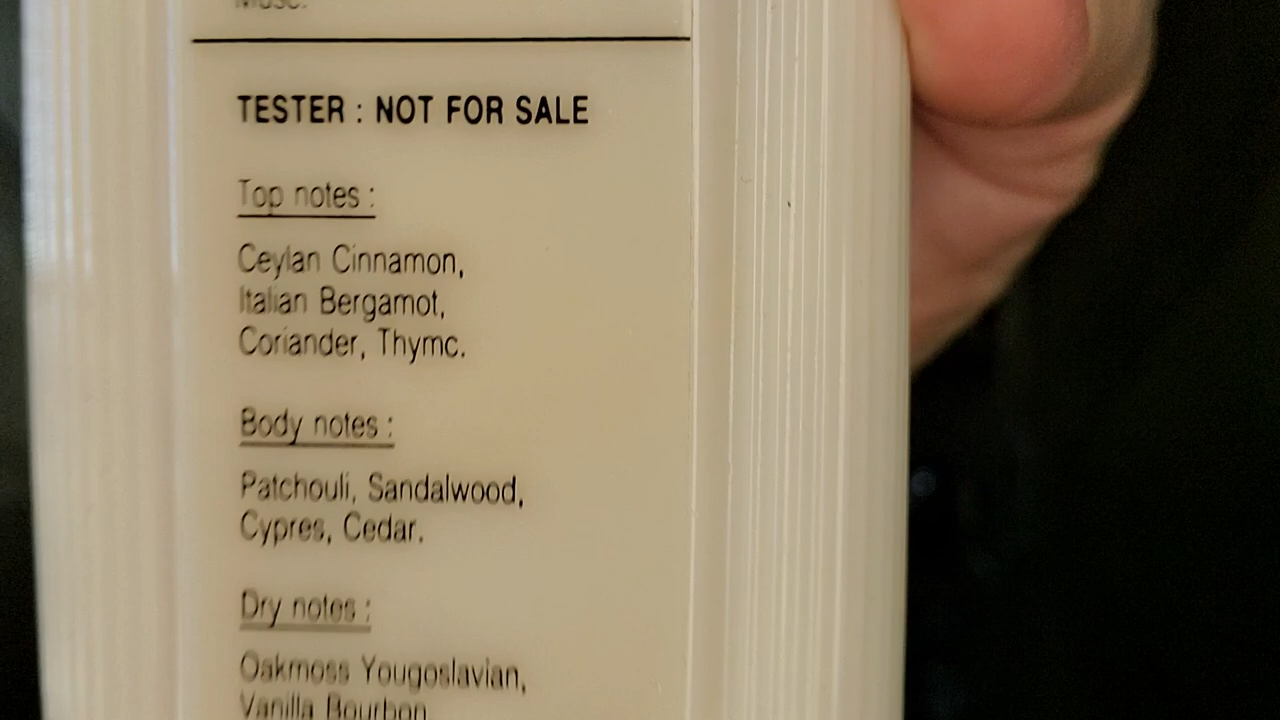 Musc.
TESTER : NOT FOR SALE
Top notes :
Ceylan Cinnamon,
Italian Bergamot,
Coriander, Thymc.
Body notes :
Patchouli, Sandalwood,
Cypres, Cedar.
Dry notes :
Oakmoss Yougoslavian,
Vanilla Bourbon